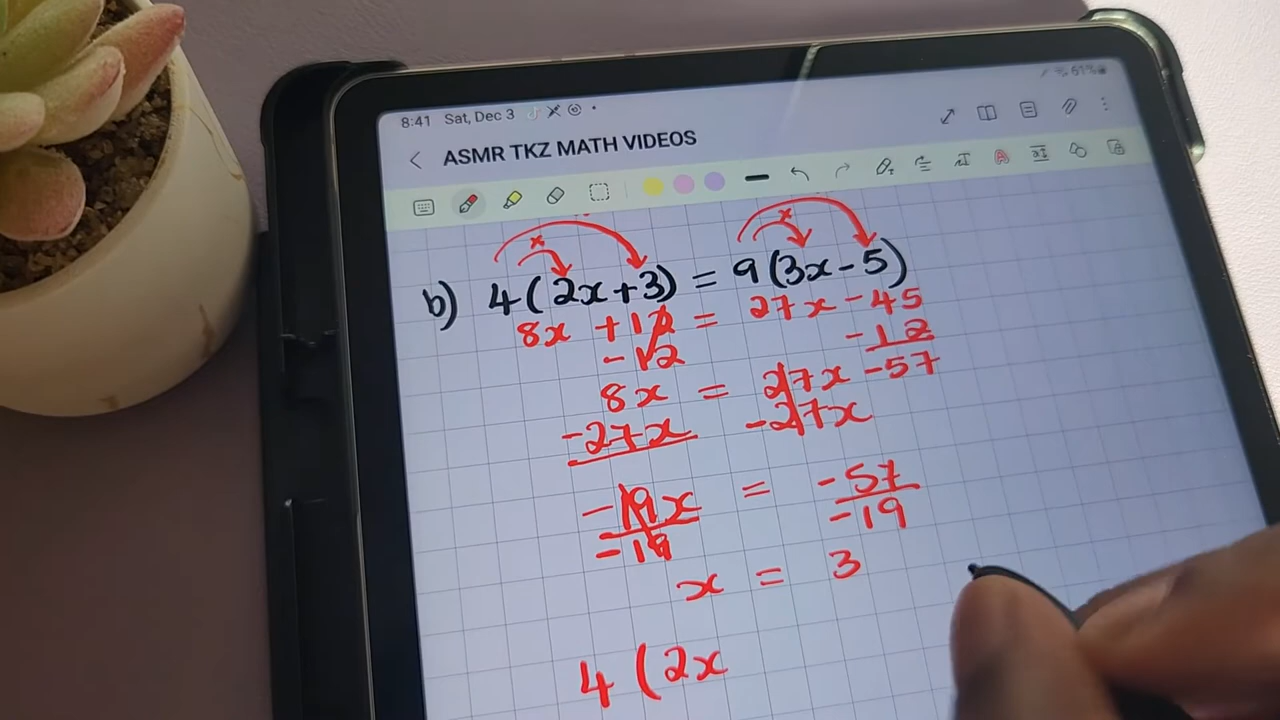 8:41 Sat, Dec 3 61%
ASMR TKZ MATH VIDEOS
x x
b) 4(2x+3) = 9(3x-5)
8x +12 = 27x -45
-12 -12
8x = 27x -57
-27x -27x
-19x = -57
-19 -19
x = 3
4(2x